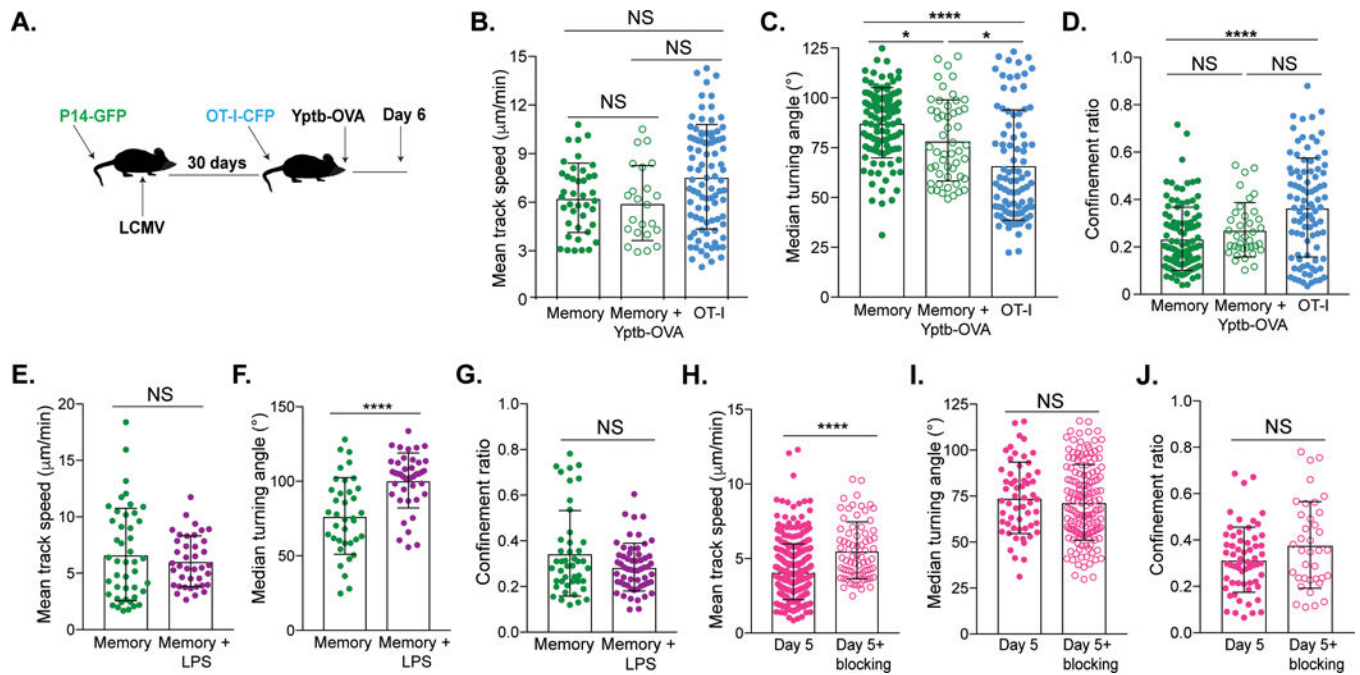 A.
P14-GFP
OT-I-CFP
Yptb-OVA
Day 6
30 days
LCMV
B.
NS
NS
NS
Mean track speed (μm/min)
15
12
9
6
3
0
Memory
Memory +
Yptb-OVA
OT-I
C.
****
*
*
Median turning angle (°)
125
100
75
50
25
0
Memory
Memory +
Yptb-OVA
OT-I
D.
****
NS
NS
Confinement ratio
1.0
0.8
0.6
0.4
0.2
0.0
Memory
Memory +
Yptb-OVA
OT-I
E.
NS
Mean track speed (μm/min)
20
15
10
5
0
Memory
Memory +
LPS
F.
****
Median turning angle (°)
150
100
50
0
Memory
Memory +
LPS
G.
NS
Confinement ratio
1.0
0.8
0.6
0.4
0.2
0.0
Memory
Memory +
LPS
H.
****
Mean track speed (μm/min)
15
10
5
0
Day 5
Day 5+
blocking
I.
NS
Median turning angle (°)
125
100
75
50
25
0
Day 5
Day 5+
blocking
J.
NS
Confinement ratio
1.0
0.8
0.6
0.4
0.2
0.0
Day 5
Day 5+
blocking